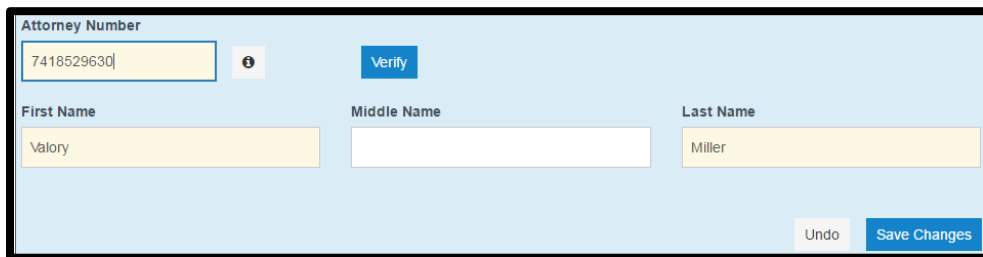 Attorney Number
7418529630 Verify
First Name Middle Name Last Name
Valory Miller
Undo Save Changes